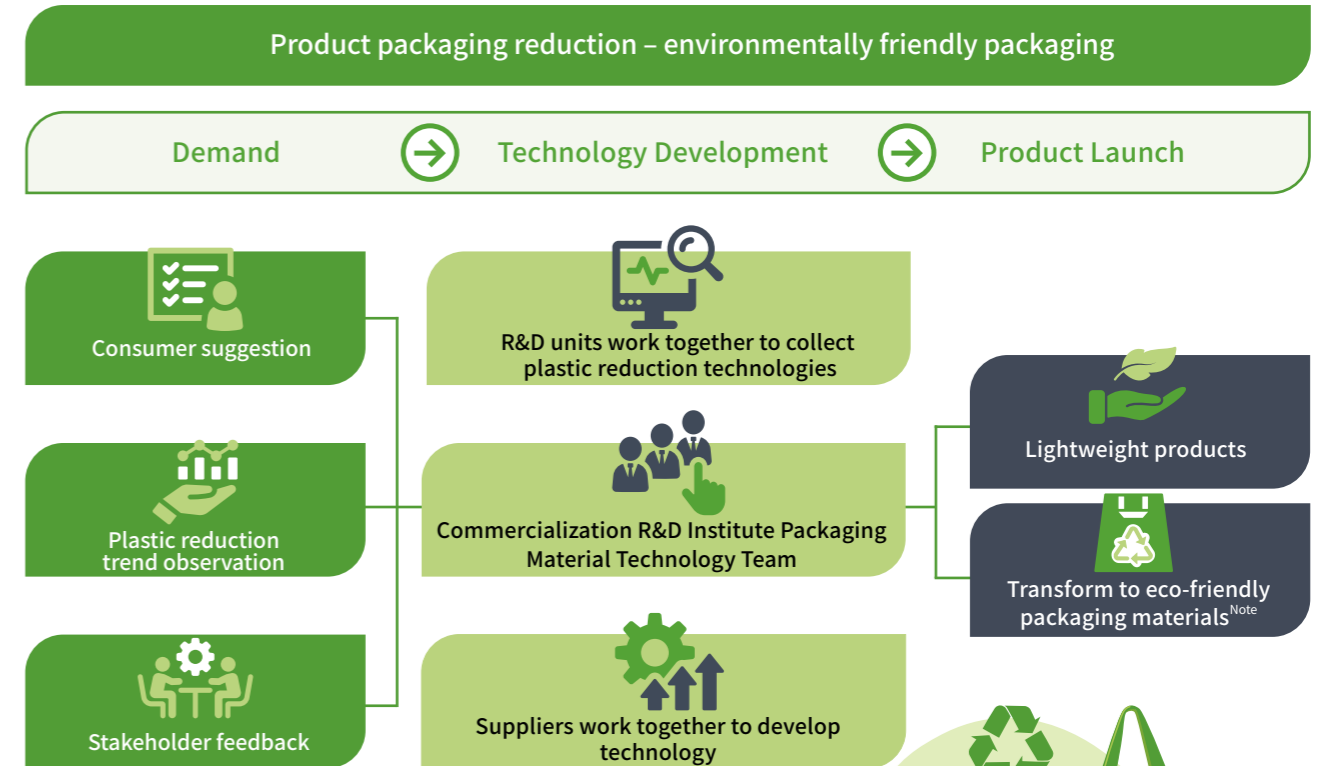 Product packaging reduction – environmentally friendly packaging
Demand
Technology Development
Product Launch
Consumer suggestion
Plastic reduction
trend observation
Stakeholder feedback
R&D units work together to collect
plastic reduction technologies
Commercialization R&D Institute Packaging
Material Technology Team
Suppliers work together to develop
technology
Lightweight products
Transform to eco-friendly
packaging materialsNote